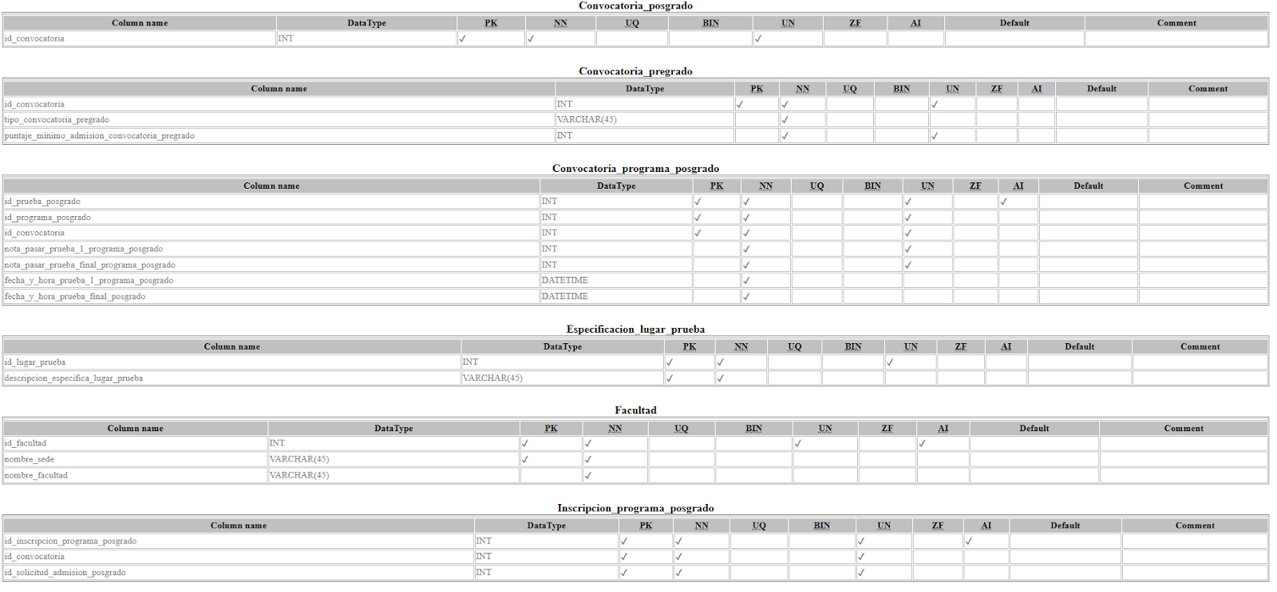 Convocatoria_posgrado
Column name DataType PK NN UQ BIN UN ZF AI Default Comment
id_convocatoria INT ✓ ✓ ✓
Convocatoria_pregrado
Column name DataType PK NN UQ BIN UN ZF AI Default Comment
id_convocatoria INT ✓ ✓ ✓
tipo_convocatoria_pregrado VARCHAR(45) ✓
puntaje_minimo_admision_convocatoria_pregrado INT ✓ ✓
Convocatoria_programa_posgrado
Column name DataType PK NN UQ BIN UN ZF AI Default Comment
id_prueba_posgrado INT ✓ ✓ ✓ ✓
id_programa_posgrado INT ✓ ✓ ✓
id_convocatoria INT ✓ ✓ ✓
nota_pasar_prueba_1_programa_posgrado INT ✓ ✓
nota_pasar_prueba_final_programa_posgrado INT ✓ ✓
fecha_y_hora_prueba_1_programa_posgrado DATETIME ✓
fecha_y_hora_prueba_final_posgrado DATETIME ✓
Especificacion_lugar_prueba
Column name DataType PK NN UQ BIN UN ZF AI Default Comment
id_lugar_prueba INT ✓ ✓ ✓
descripcion_especifica_lugar_prueba VARCHAR(45) ✓ ✓
Facultad
Column name DataType PK NN UQ BIN UN ZF AI Default Comment
id_facultad INT ✓ ✓ ✓ ✓
nombre_sede VARCHAR(45) ✓ ✓
nombre_facultad VARCHAR(45) ✓
Inscripcion_programa_posgrado
Column name DataType PK NN UQ BIN UN ZF AI Default Comment
id_inscripcion_programa_posgrado INT ✓ ✓ ✓ ✓
id_convocatoria INT ✓ ✓ ✓
id_solicitud_admision_posgrado INT ✓ ✓ ✓